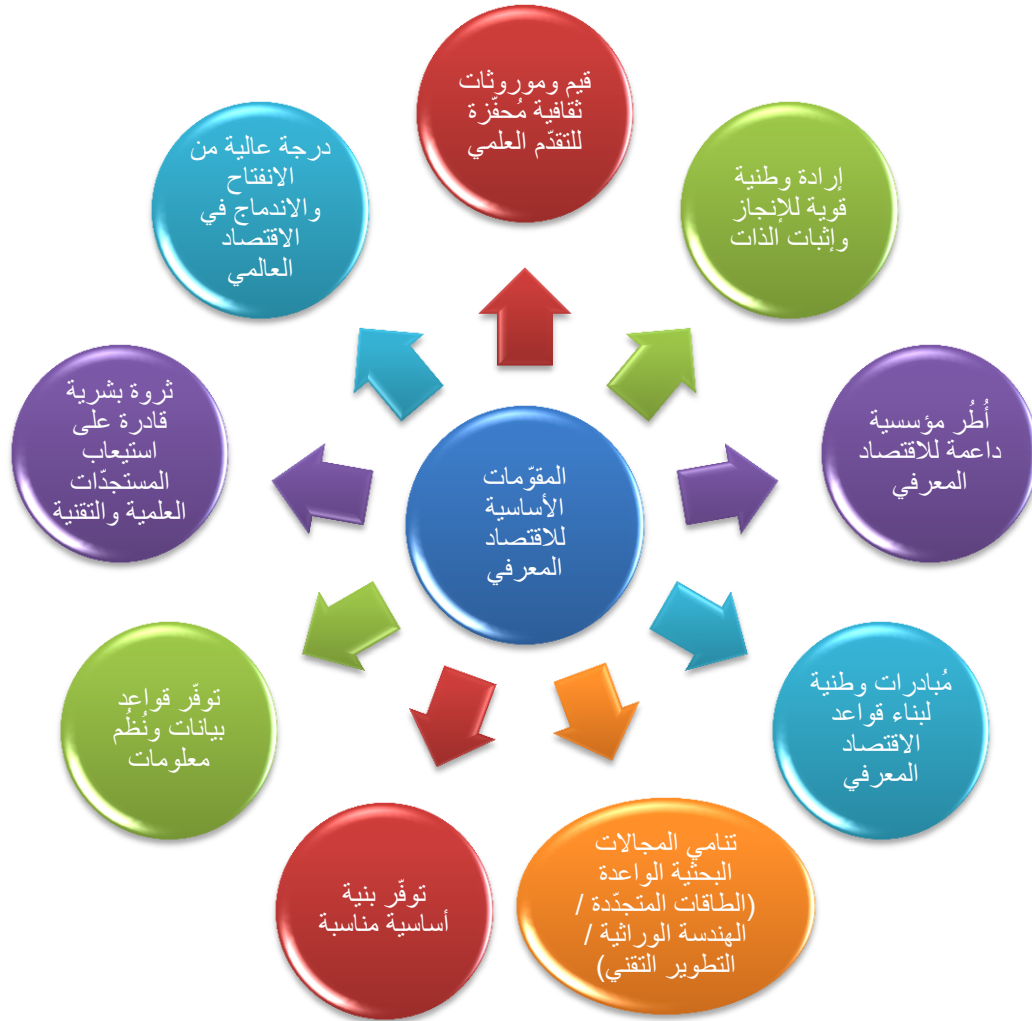 قيم وموروثات
ثقافية مُحفّزة
للتقدّم العلمي
إرادة وطنية
قوية للإنجاز
وإثبات الذات
أُطُر مؤسسية
داعمة للاقتصاد
المعرفي
مُبادرات وطنية
لبناء قواعد
الاقتصاد
المعرفي
تنامي المجالات
البحثية الواعدة
(الطاقات المتجدّدة /
الهندسة الوراثية /
التطوير التقني)
توفّر بنية
أساسية مناسبة
توفّر قواعد
بيانات ونُظُم
معلومات
ثروة بشرية
قادرة على
استيعاب
المستجدّات
العلمية والتقنية
درجة عالية من
الانفتاح
والاندماج في
الاقتصاد
العالمي
المقوّمات
الأساسية
للاقتصاد
المعرفي